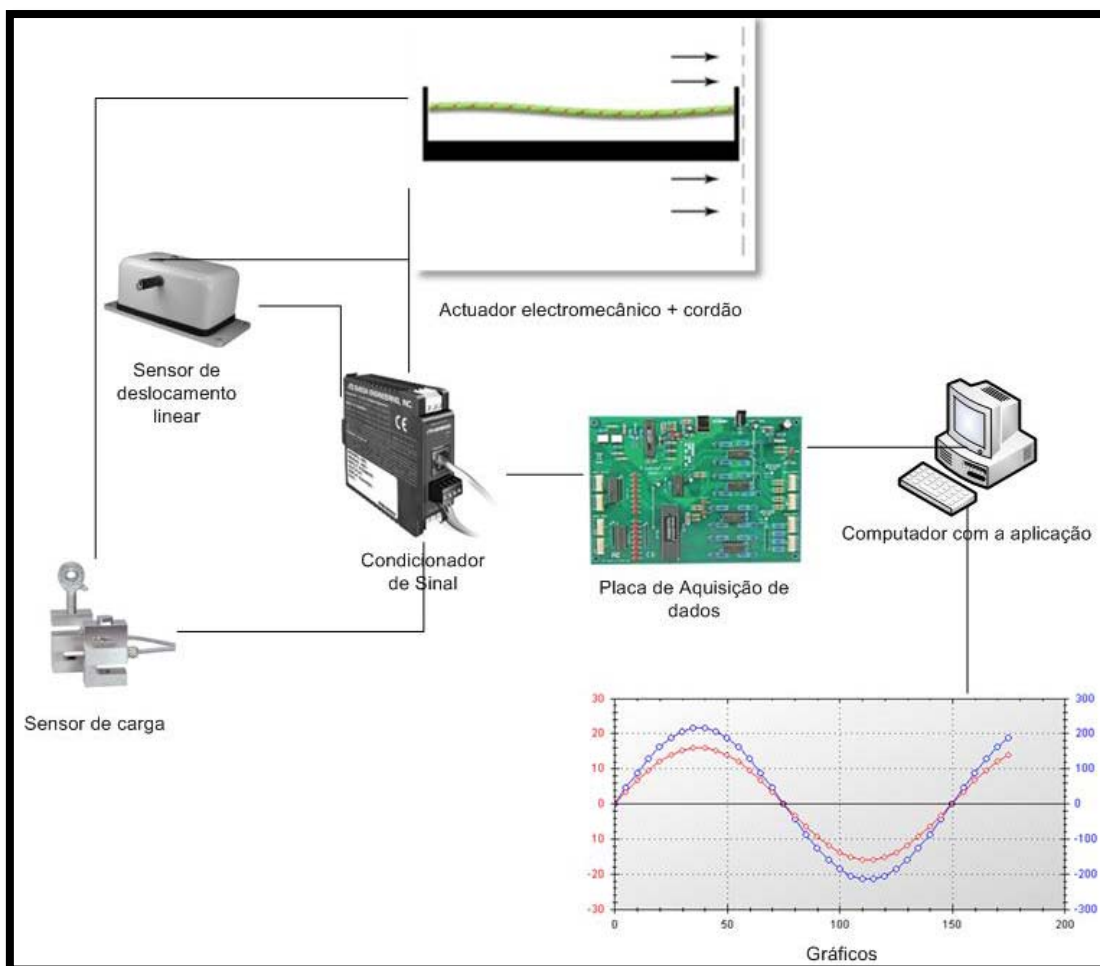 Actuador electromecânico + cordão
Sensor de
deslocamento
linear
CE
Condicionador
de Sinal
Placa de Aquisição de
dados
Computador com a aplicação
Sensor de carga
30
20
10
0
10
-20
-30
300
200
100
0
-100
-200
-300
0
50
100
150
200
Gráficos